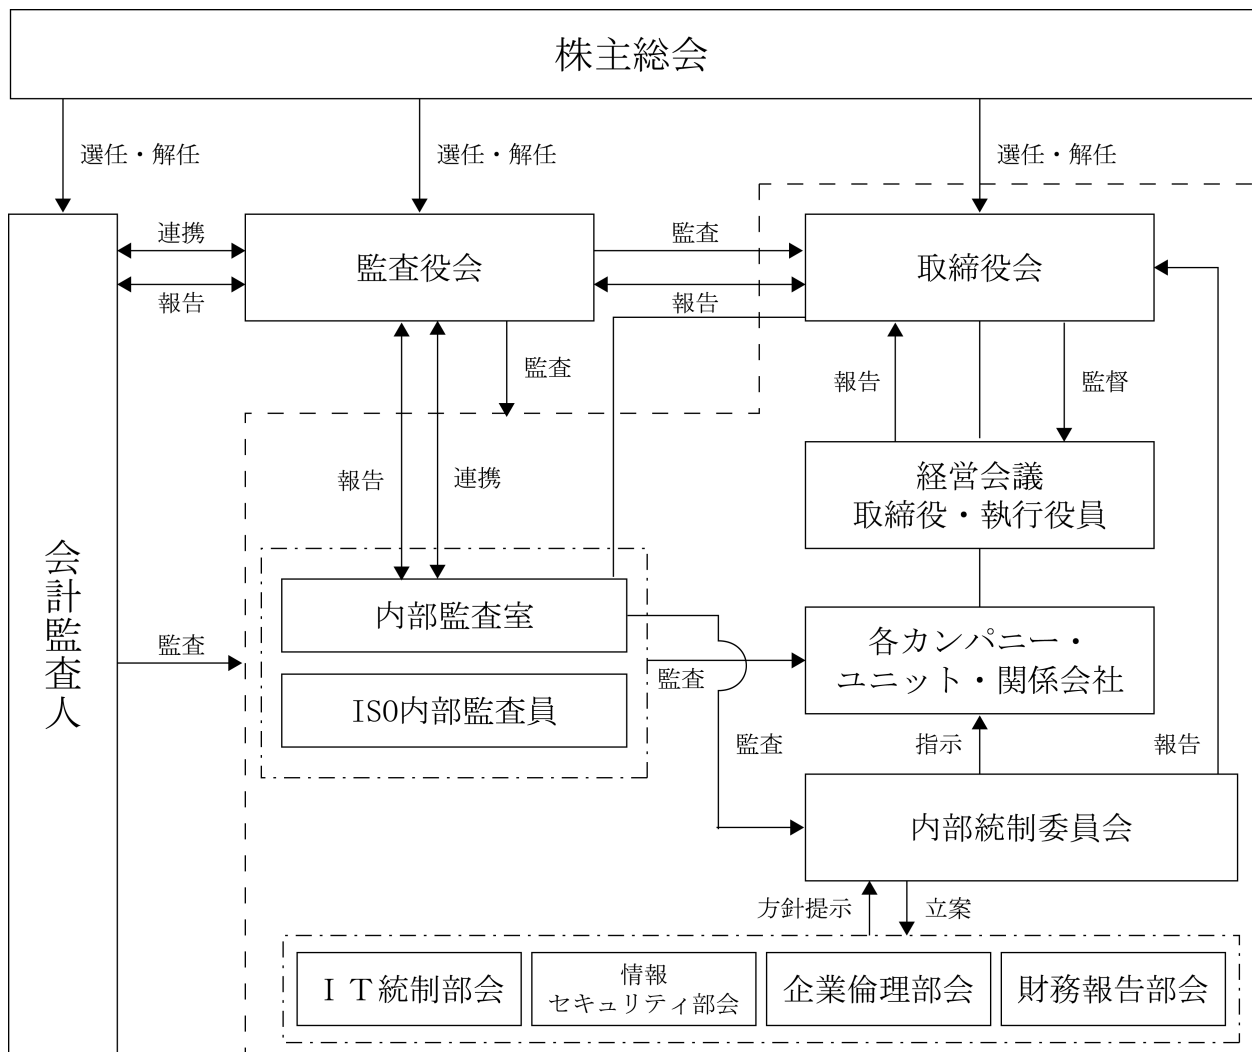 株主総会
選任・解任
選任・解任
選任・解任
連携
報告
監査役会
監査
報告
取締役会
監査
報告
監督
報告
連携
経営会議
取締役・執行役員
会計監査人
内部監査室
ISO内部監査員
監査
監査
各カンパニー・
ユニット・関係会社
監査
指示
報告
内部統制委員会
方針提示
立案
ＩＴ統制部会
情報
セキュリティ部会
企業倫理部会
財務報告部会